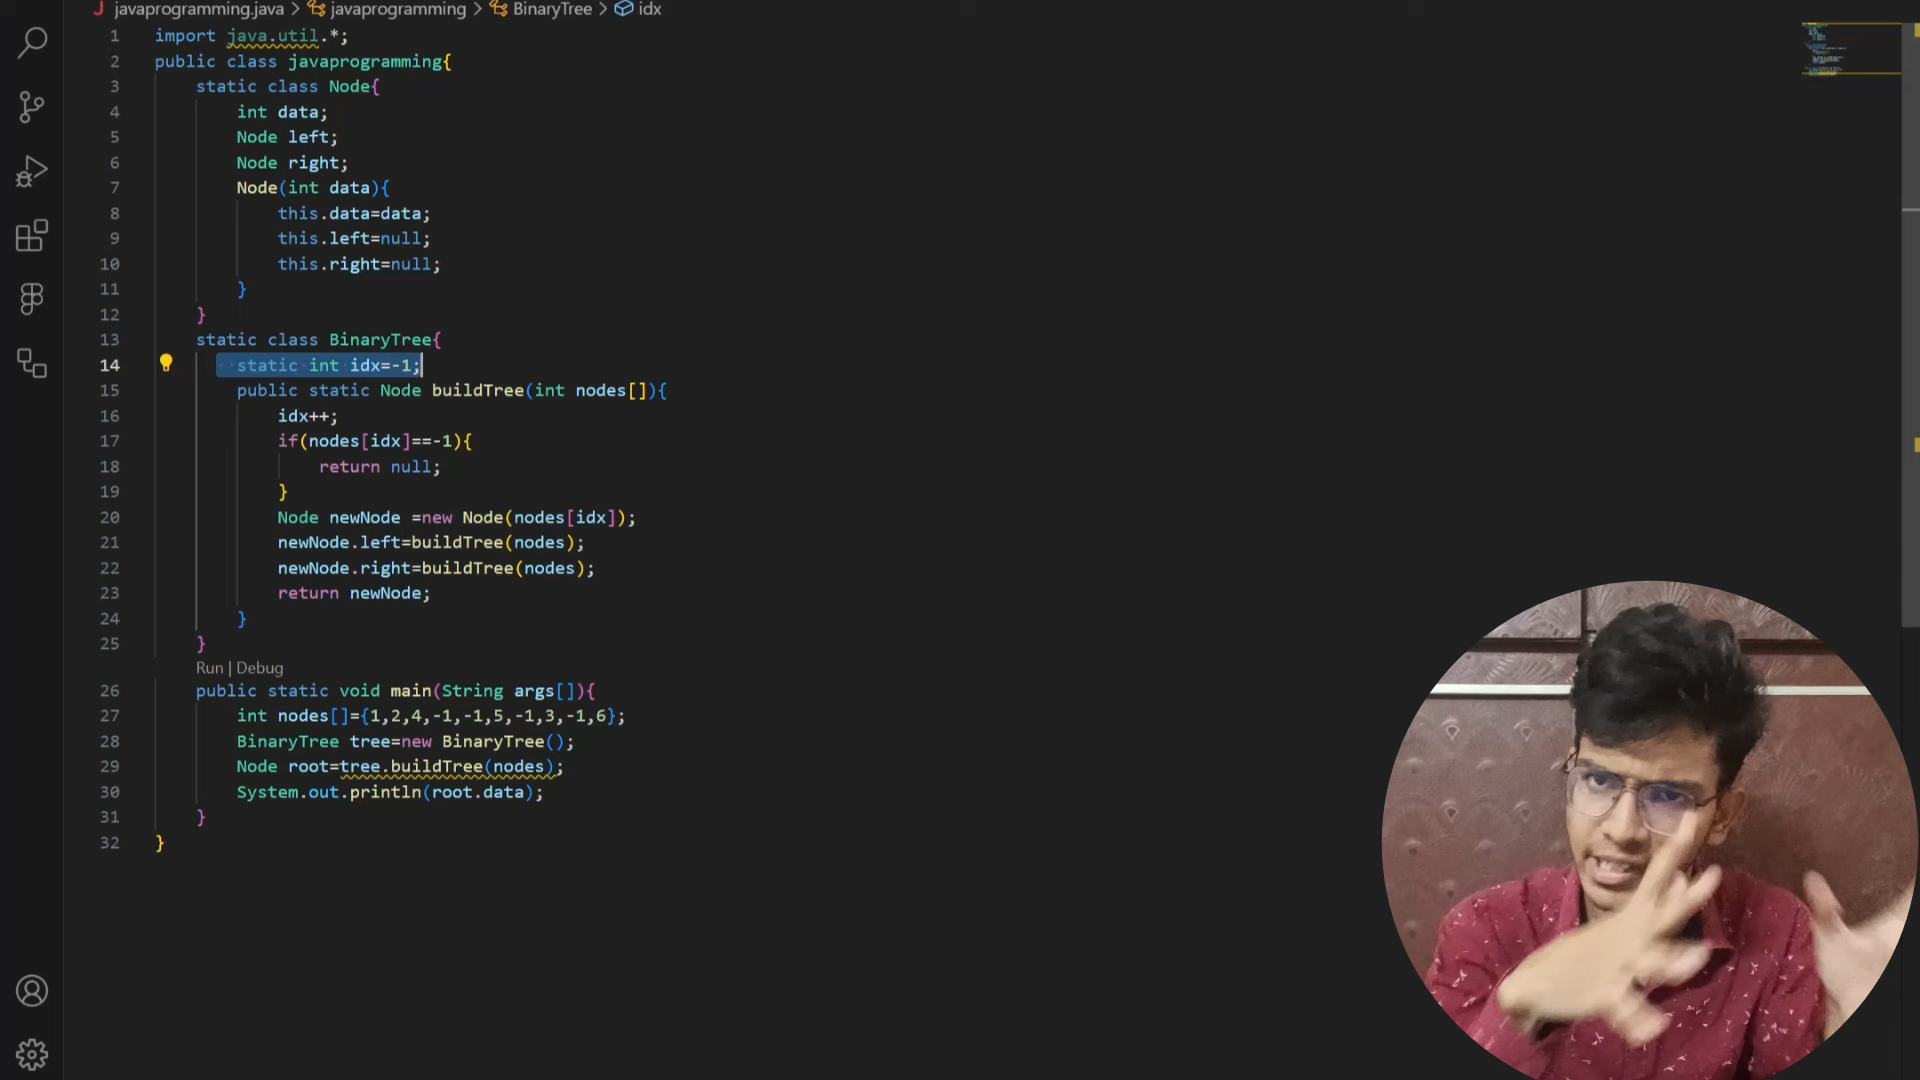 javaprogramming.java > javaprogramming > BinaryTree > idx
1 import java.util.*;
2 public class javaprogramming{
3 static class Node{
4 int data;
5 Node left;
6 Node right;
7 Node(int data){
8 this.data=data;
9 this.left=null;
10 this.right=null;
11 }
12 }
13 static class BinaryTree{
14 static int idx=-1;
15 public static Node buildTree(int nodes[]){
16 idx++;
17 if(nodes[idx]==-1){
18 return null;
19 }
20 Node newNode =new Node(nodes[idx]);
21 newNode.left=buildTree(nodes);
22 newNode.right=buildTree(nodes);
23 return newNode;
24 }
25 }
Run | Debug
26 public static void main(String args[]){
27 int nodes[]={1,2,4,-1,-1,5,-1,3,-1,6};
28 BinaryTree tree=new BinaryTree();
29 Node root=tree.buildTree(nodes);
30 System.out.println(root.data);
31 }
32 }